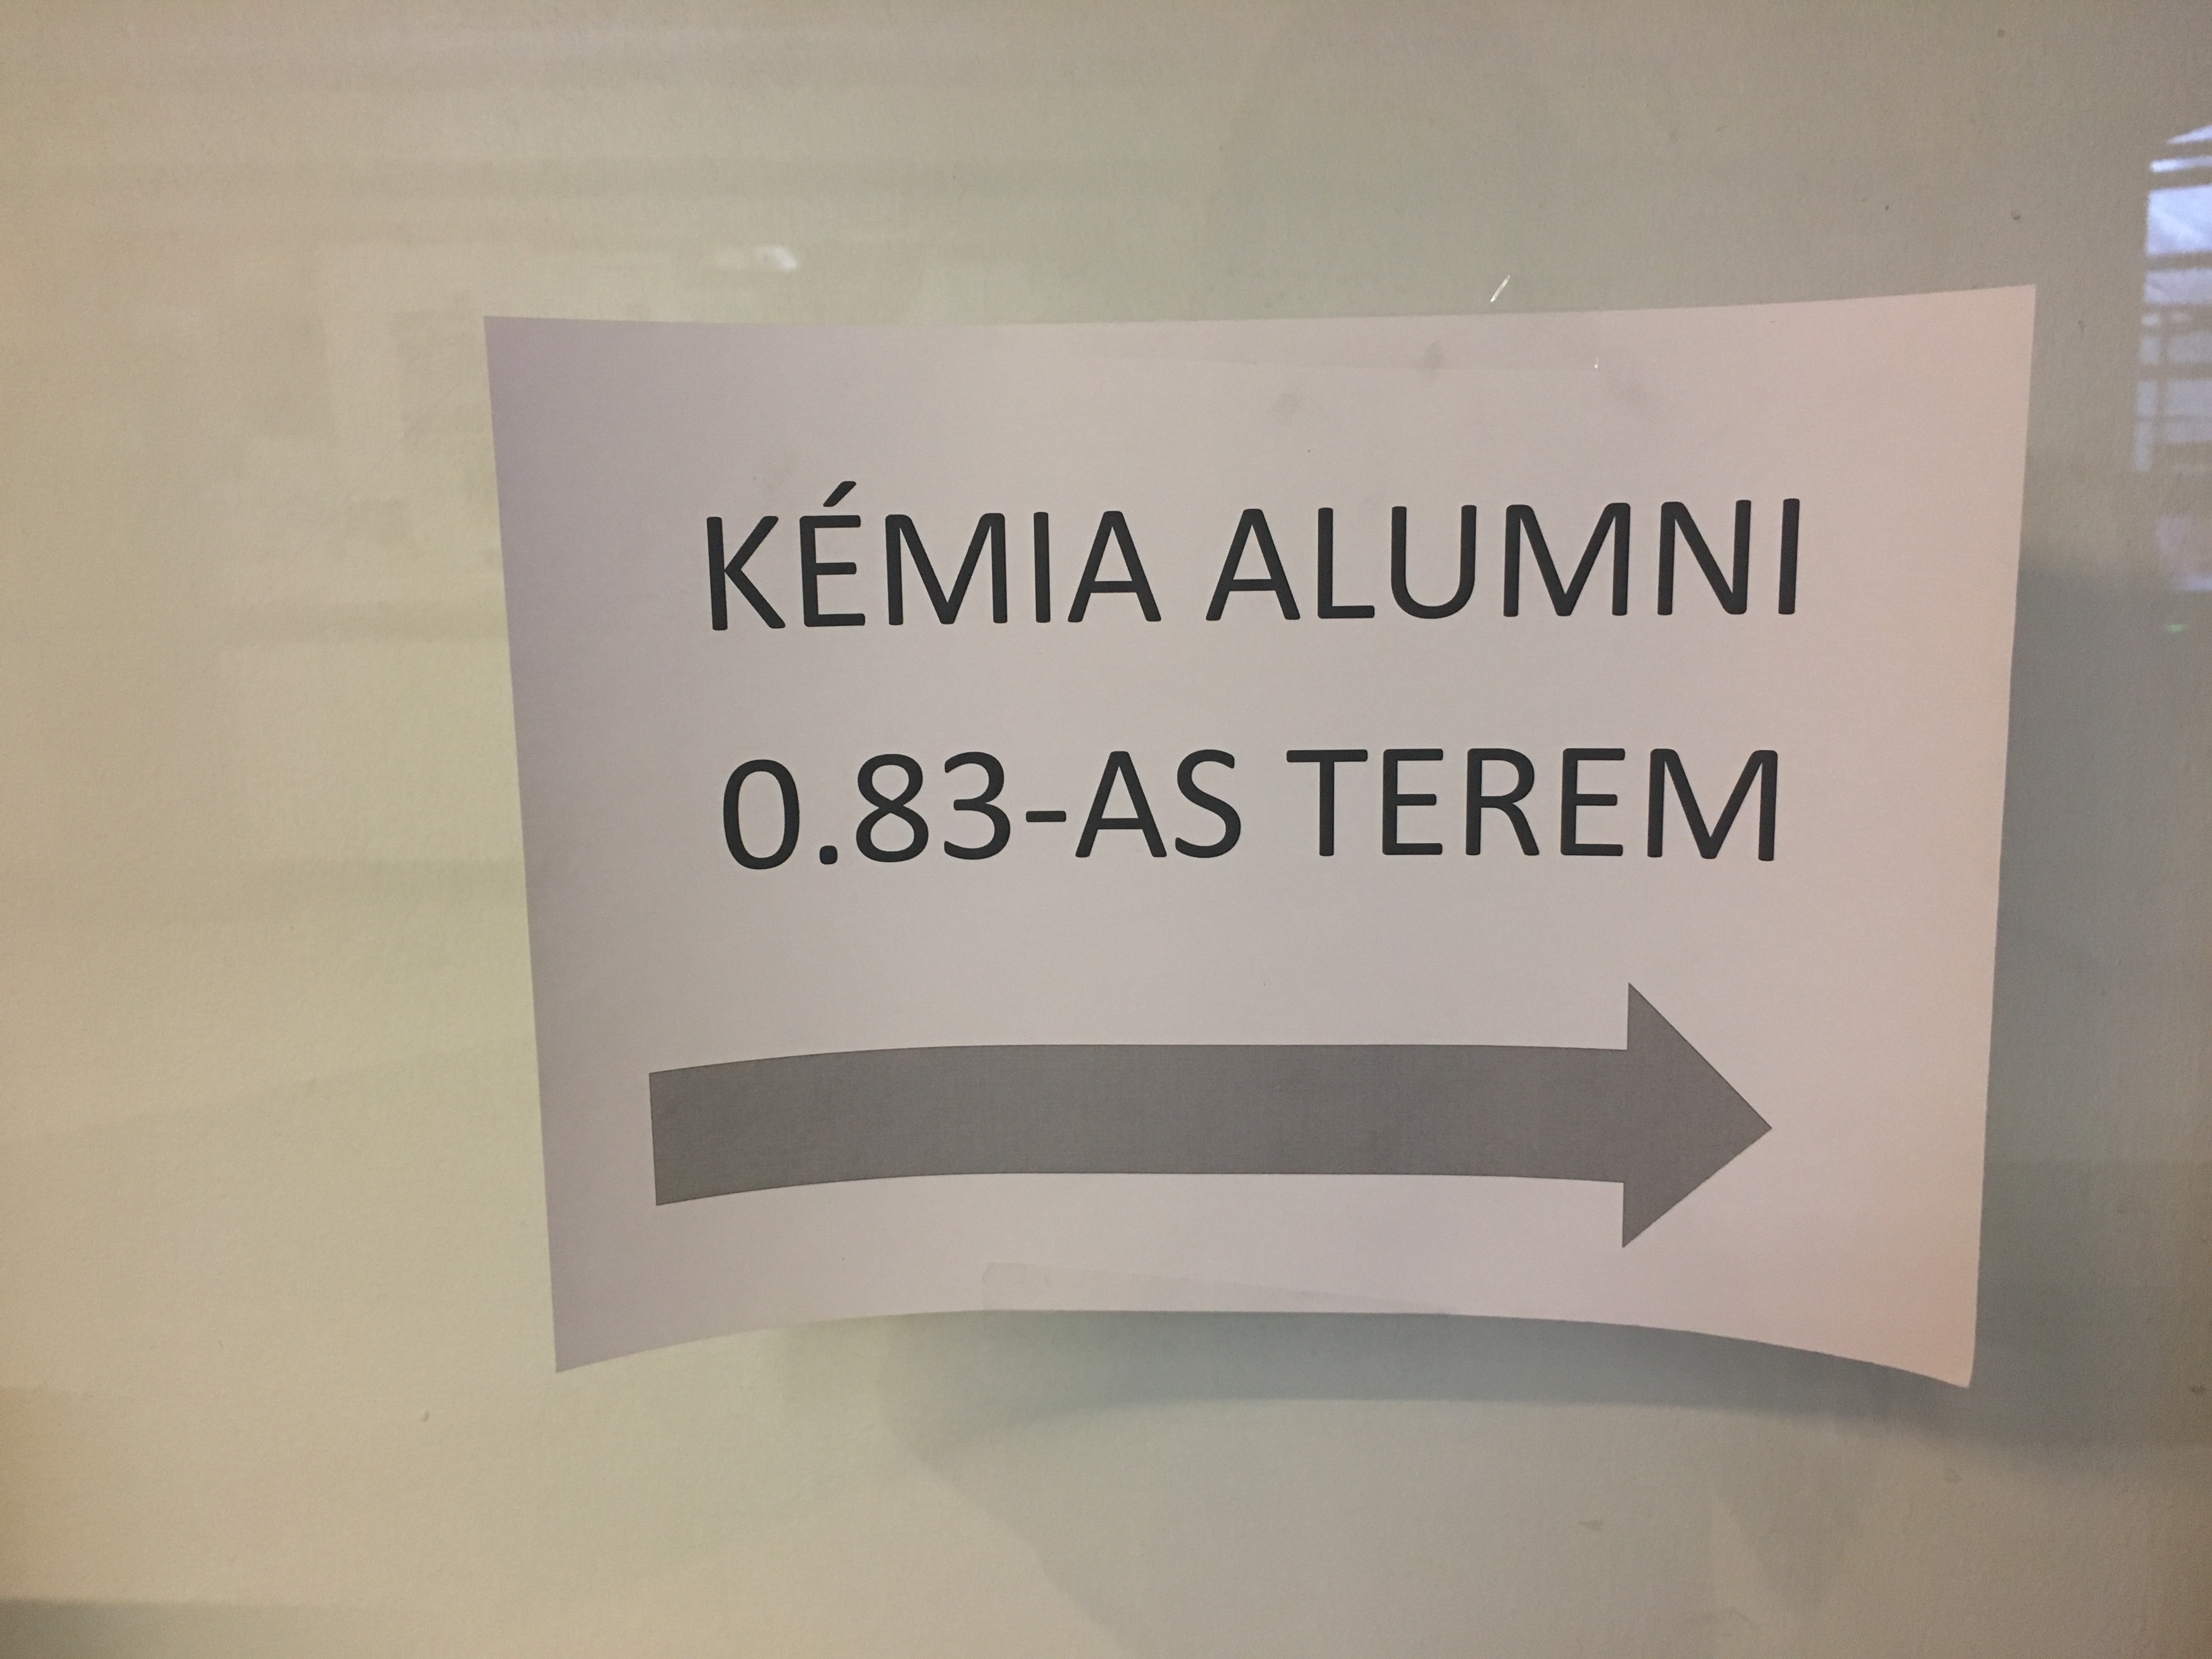 KÉMIA ALUMNI
0.83-AS TEREM